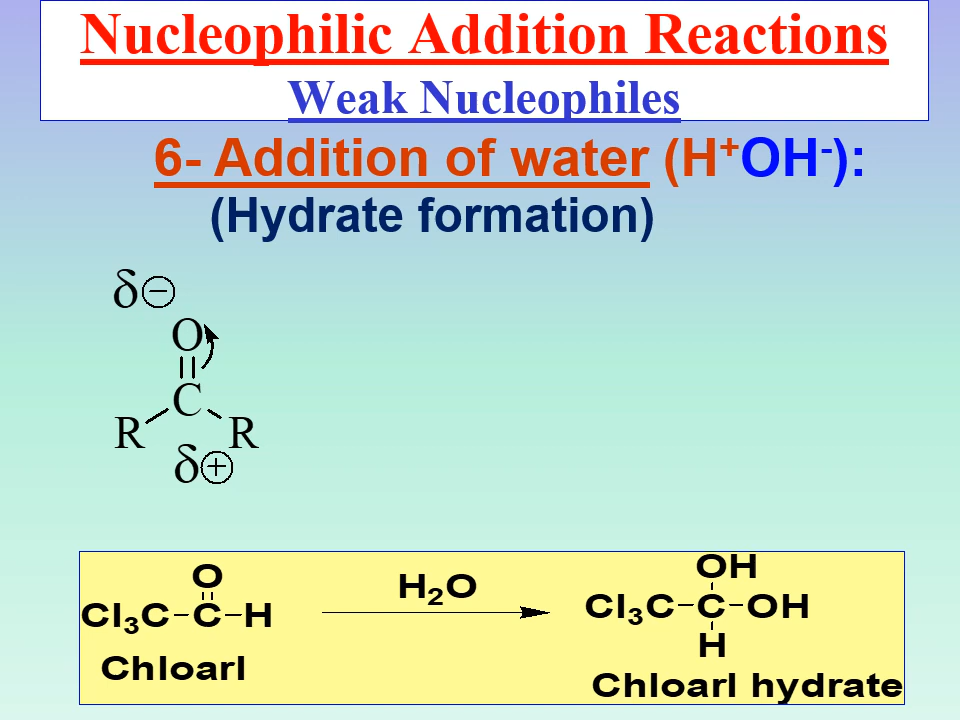 Nucleophilic Addition Reactions
Weak Nucleophiles
6- Addition of water (H⁺OH⁻):
(Hydrate formation)
δ⊖
O
C
R R
δ⊕
O
Cl₃C–C–H
Chloarl
H₂O
OH
Cl₃C–C–OH
H
Chloarl hydrate